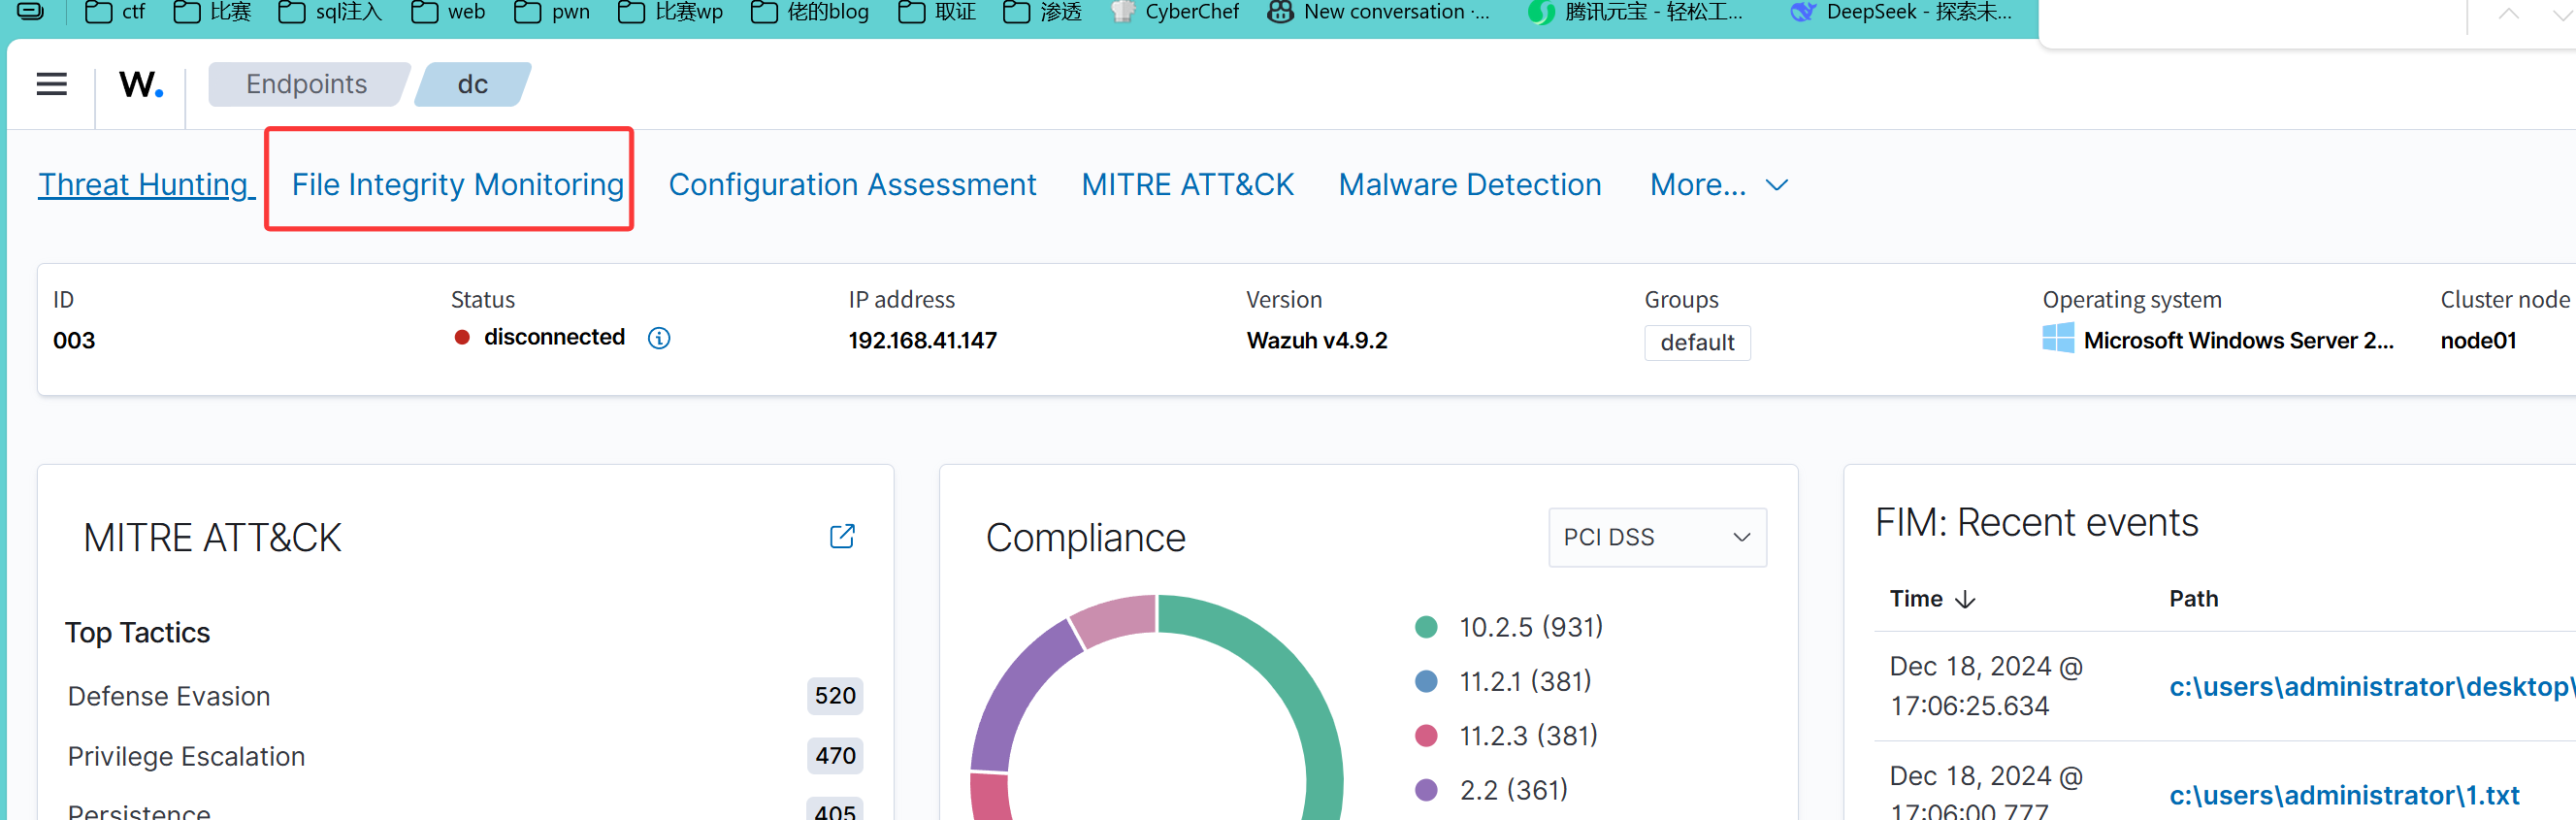 ctf 比赛 sql注入 web pwn 比赛wp 佬的blog 取证 渗透 CyberChef New conversation ·... 腾讯元宝 - 轻松工... DeepSeek - 探索未...
W. Endpoints dc
Threat Hunting File Integrity Monitoring Configuration Assessment MITRE ATT&CK Malware Detection More...
ID Status IP address Version Groups Operating system Cluster node
003 disconnected 192.168.41.147 Wazuh v4.9.2 default Microsoft Windows Server 2... node01
MITRE ATT&CK
Top Tactics
Defense Evasion 520
Privilege Escalation 470
Persistence 405
Compliance PCI DSS
10.2.5 (931)
11.2.1 (381)
11.2.3 (381)
2.2 (361)
FIM: Recent events
Time Path
Dec 18, 2024 @
17:06:25.634 c:\users\administrator\desktop\
Dec 18, 2024 @
17:06:00.777 c:\users\administrator\1.txt